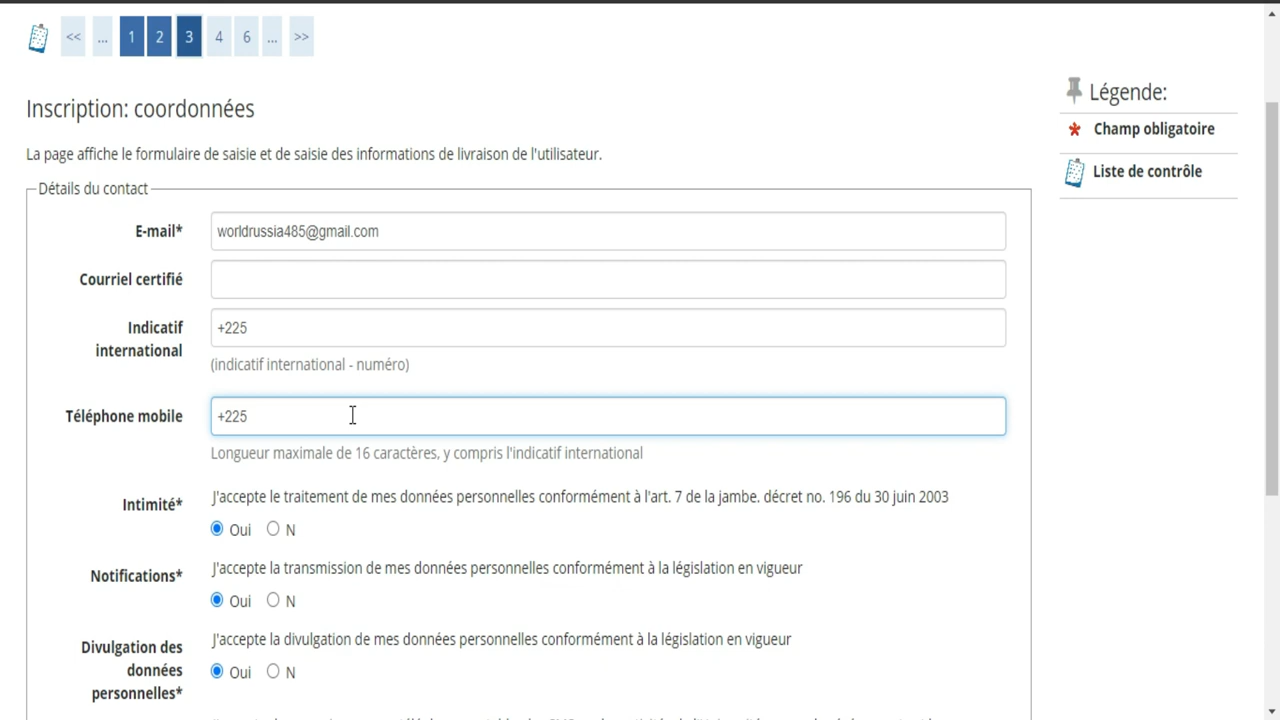 << ... 1 2 3 4 6 ... >>
Légende:
* Champ obligatoire
Liste de contrôle
Inscription: coordonnées
La page affiche le formulaire de saisie et de saisie des informations de livraison de l'utilisateur.
Détails du contact
E-mail* worldrussia485@gmail.com
Courriel certifié
Indicatif
international
+225
(indicatif international - numéro)
Téléphone mobile +225
Longueur maximale de 16 caractères, y compris l'indicatif international
Intimité*
J'accepte le traitement de mes données personnelles conformément à l'art. 7 de la jambe. décret no. 196 du 30 juin 2003
Oui N
Notifications*
J'accepte la transmission de mes données personnelles conformément à la législation en vigueur
Oui N
Divulgation des
données
personnelles*
J'accepte la divulgation de mes données personnelles conformément à la législation en vigueur
Oui N